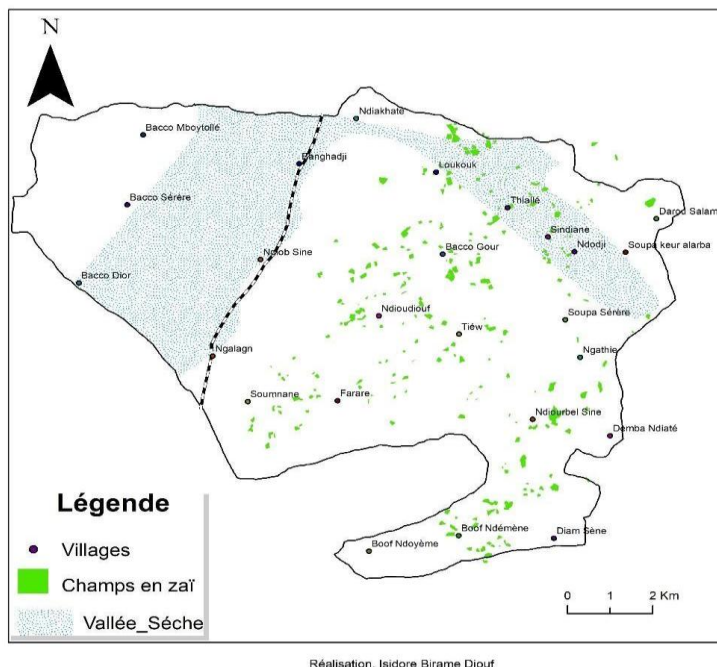 N
Ndiakhate
Bacco Mboytollé
Danghadji
Loukouk
Bacco Sérère
Thiallé
Darou Salam
Sindiane
Ndodji
Soupa keur alarba
Bacco Gour
Ndiob Sine
Bacco Dior
Ndioudiouf
Soupa Sérère
Tiéw
Ngalagn
Ngathie
Soumnane
Farare
Ndiourbel Sine
Demba Ndiaté
Légende
Villages
Champs en zaï
Vallée_Séche
Boof Ndémène
Diam Sène
Boof Ndoyème
0 1 2 Km
Réalisation, Isidore Birame Diouf